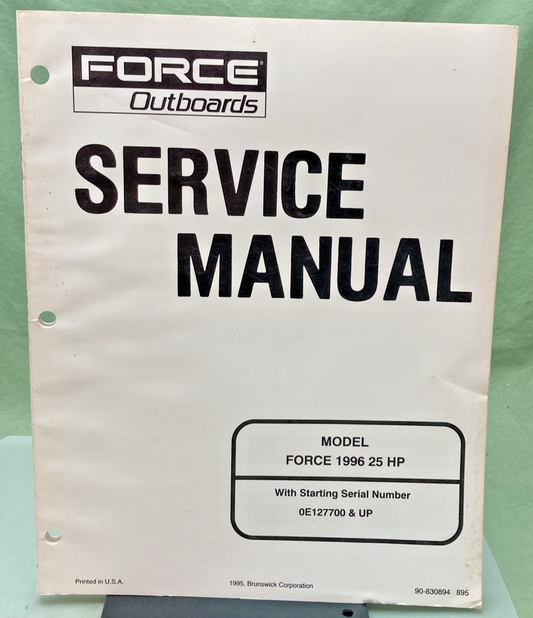 FORCE
Outboards
SERVICE
MANUAL
MODEL
FORCE 1996 25 HP
With Starting Serial Number
0E127700 & UP
Printed in U.S.A.
1995, Brunswick Corporation
90-830894 895